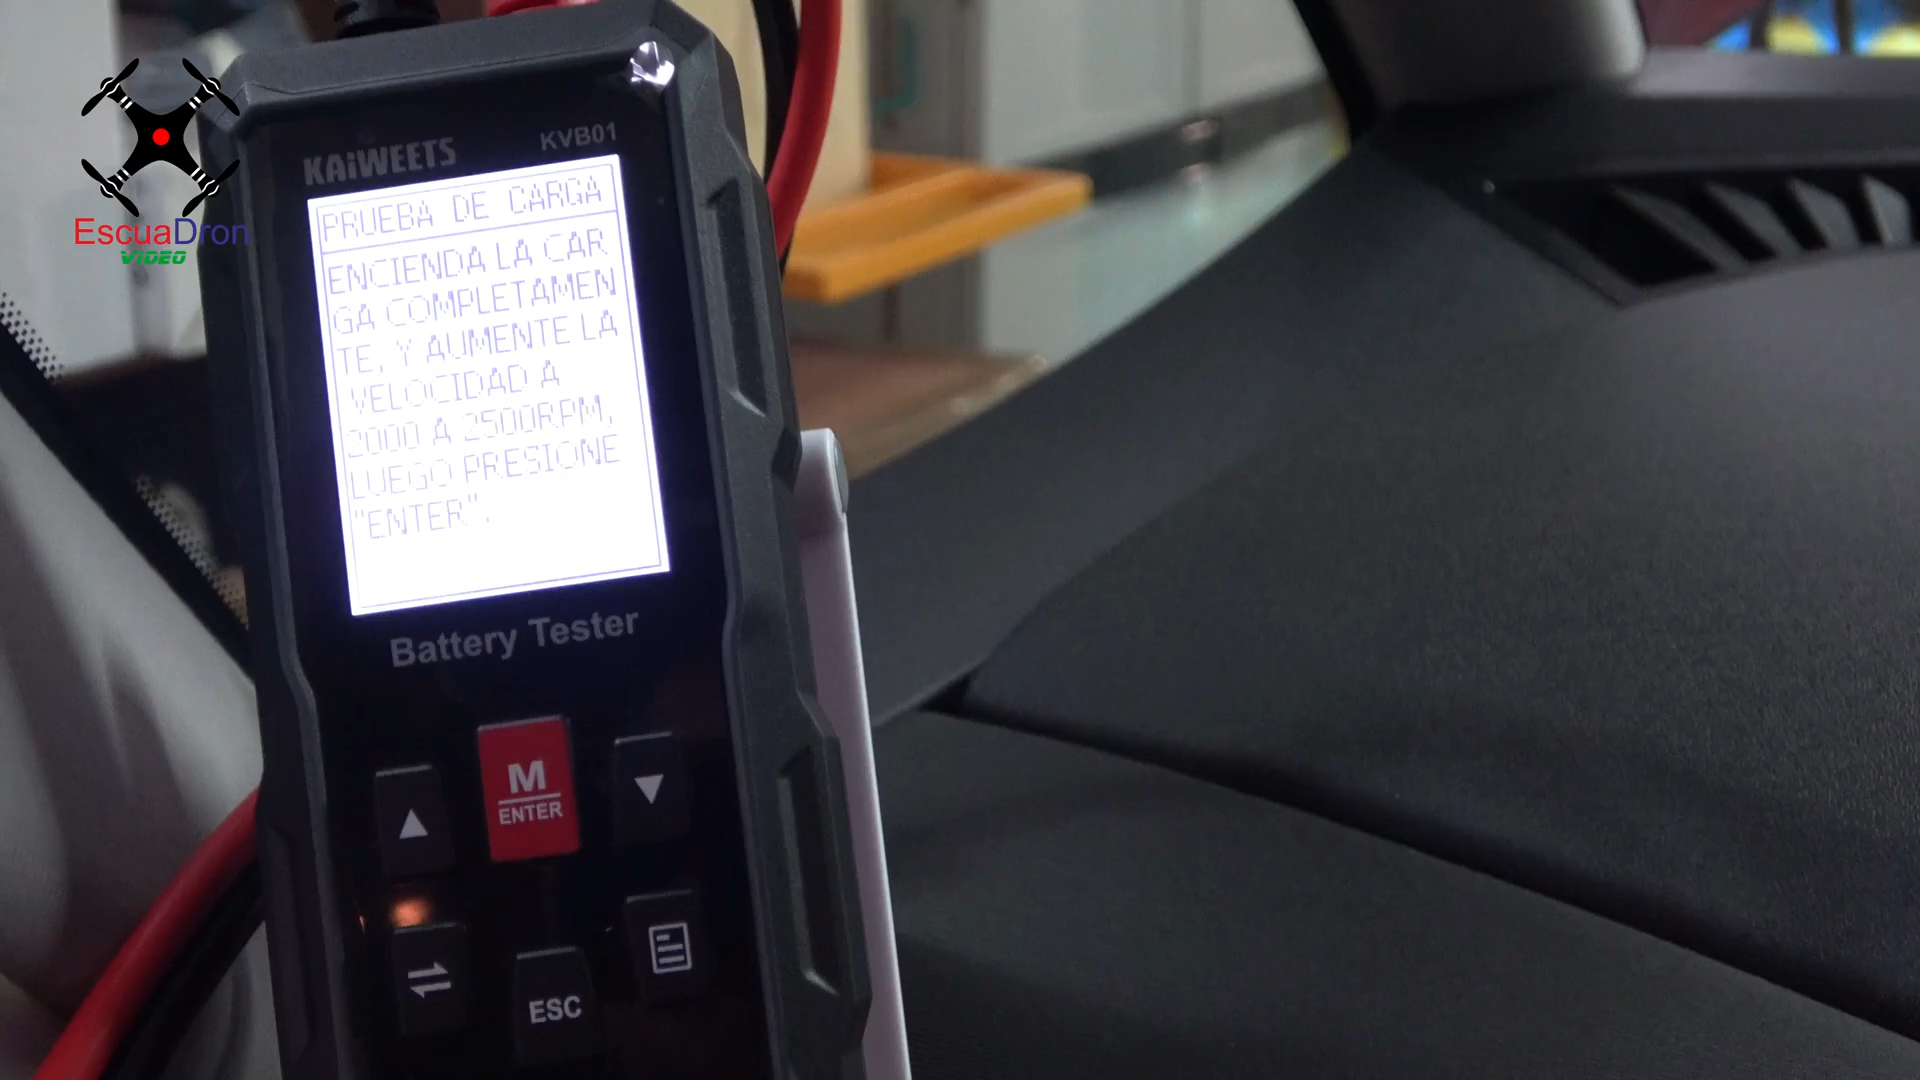 EscuaDron
VIDEO
KAiWEETS
KVB01
PRUEBA DE CARGA
ENCIENDA LA CAR
GA COMPLETAMEN
TE, Y AUMENTE LA
VELOCIDAD A
2000 A 2500RPM,
LUEGO PRESIONE
"ENTER".
Battery Tester
M
ENTER
ESC